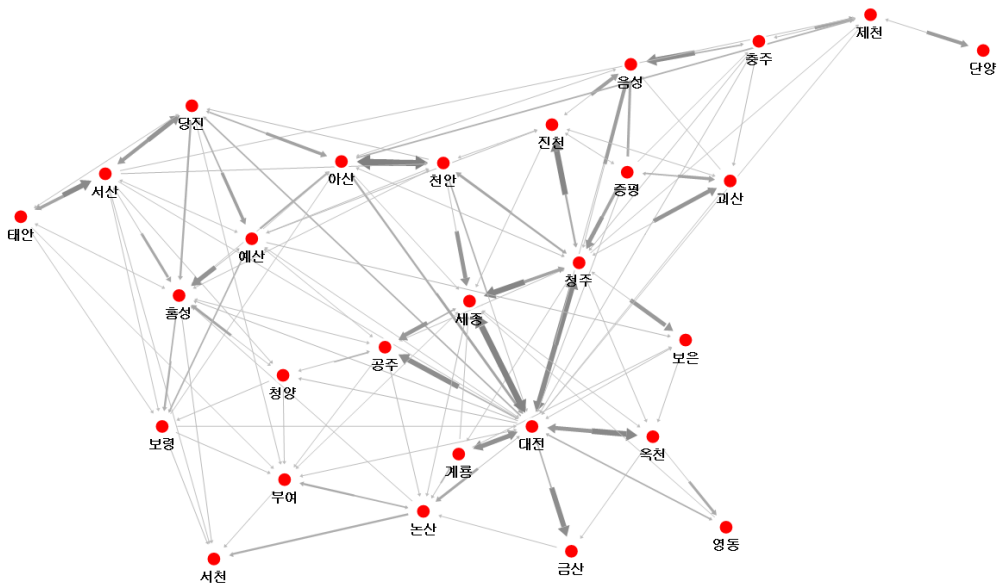 제천
충주
단양
음성
당진
진천
아산
천안
증평
서산
괴산
태안
예산
청주
홍성
세종
공주
보은
청양
보령
대전
옥천
계룡
부여
논산
영동
금산
서천